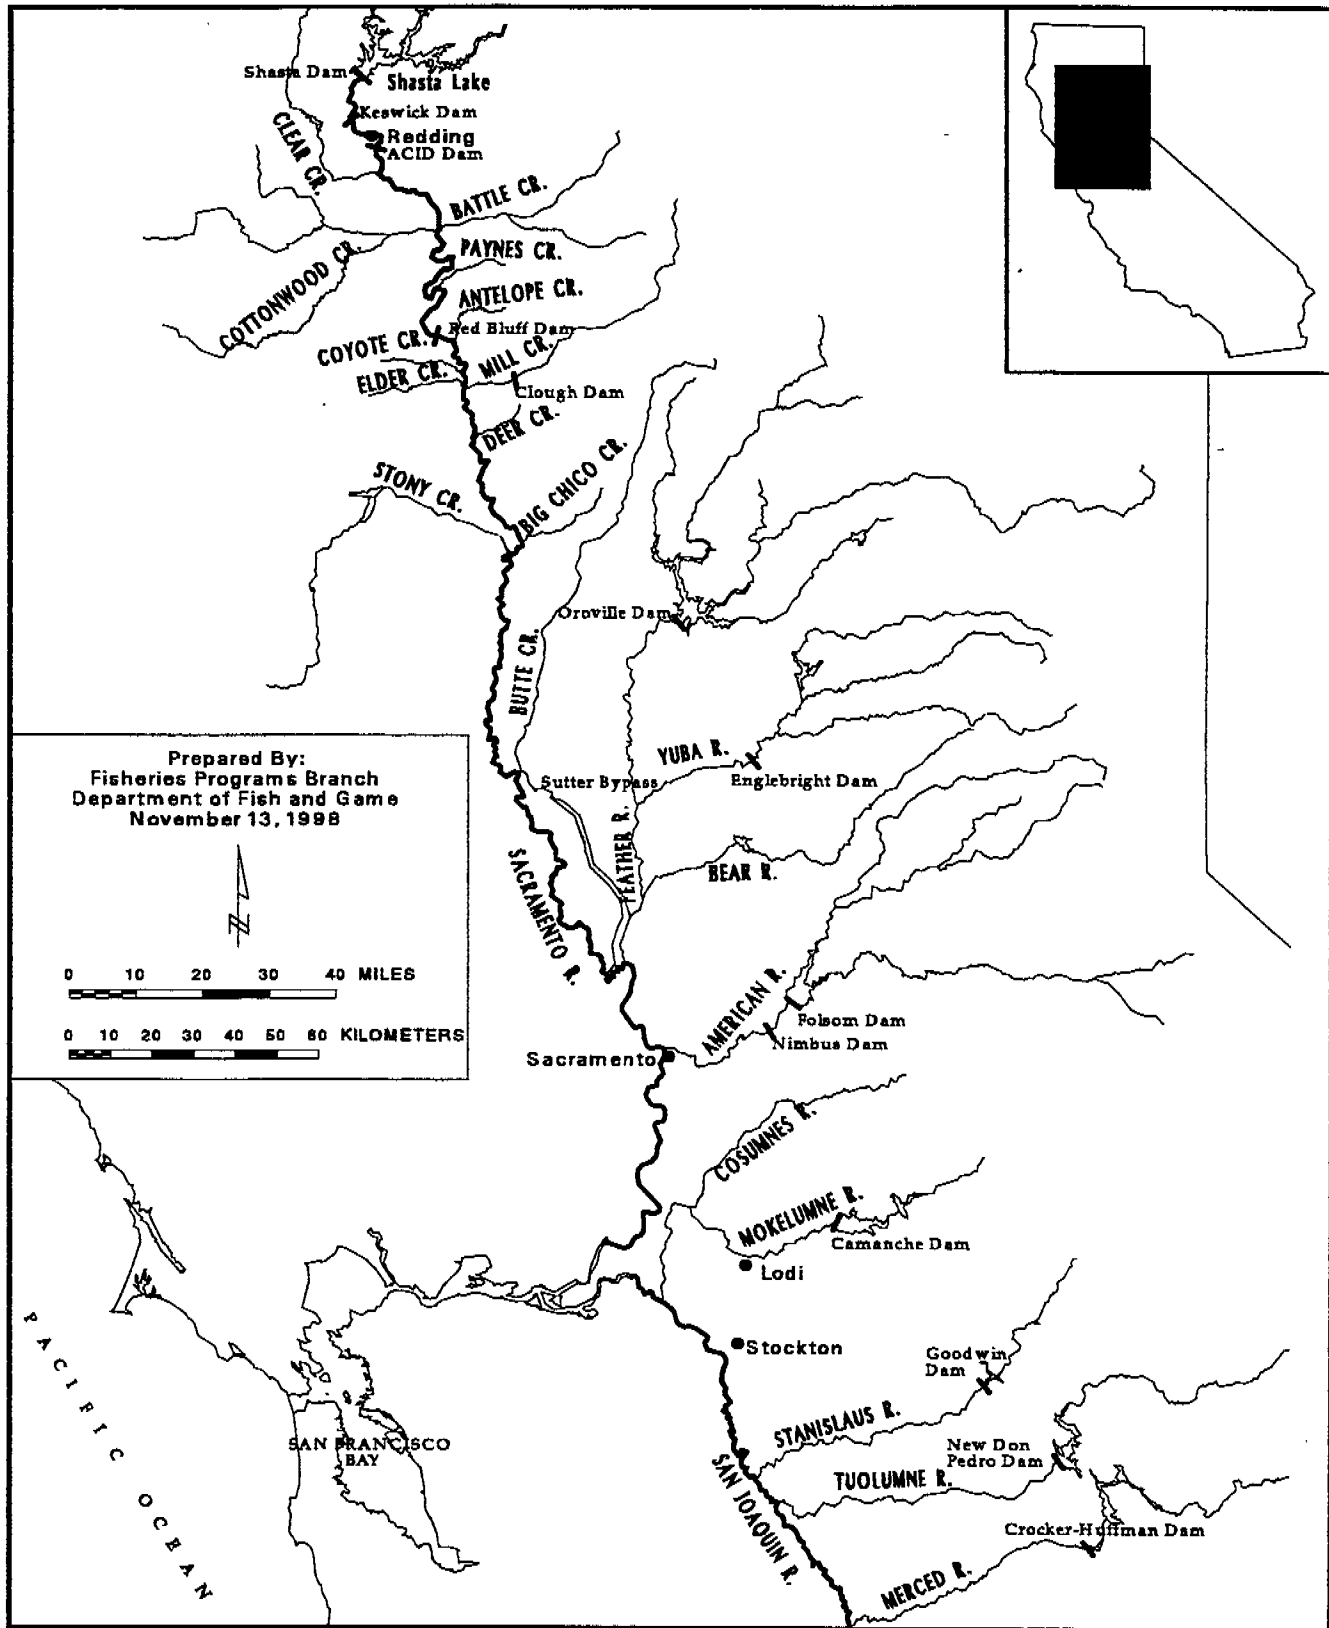 Shasta Dam
Shasta Lake
Keswick Dam
Redding
ACID Dam
CLEAR CR.
BATTLE CR.
PAYNES CR.
COTTONWOOD CR.
ANTELOPE CR.
Red Bluff Dam
COYOTE CR.
MILL CR.
ELDER CR.
Clough Dam
DEER CR.
BIG CHICO CR.
STONY CR.
Oroville Dam
BUTTE CR.
YUBA R.
Englebright Dam
Sutter Bypass
FEATHER R.
BEAR R.
SACRAMENTO R.
Prepared By:
Fisheries Programs Branch
Department of Fish and Game
November 13, 1998
N
0 10 20 30 40 MILES
0 10 20 30 40 50 60 KILOMETERS
AMERICAN R.
Folsom Dam
Nimbus Dam
Sacramento
COSUMNES R.
MOKELUMNE R.
Camanche Dam
Lodi
Stockton
Goodwin
Dam
STANISLAUS R.
New Don
Pedro Dam
TUOLUMNE R.
SAN JOAQUIN R.
Crocker-Huffman Dam
MERCED R.
SAN FRANCISCO
BAY
PACIFIC OCEAN